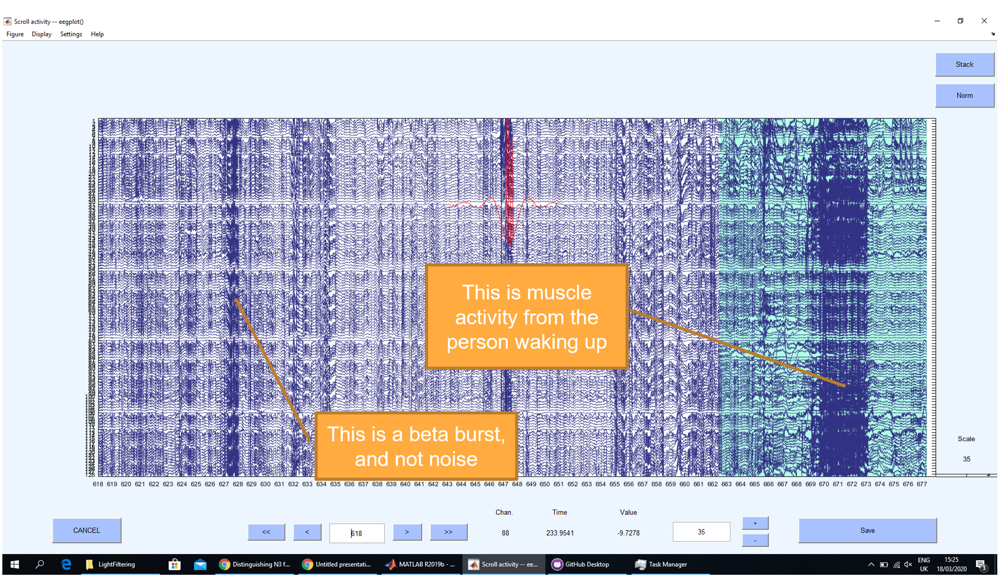 Scroll activity -- eegplot()
Figure Display Settings Help
Stack
Norm
This is muscle
activity from the
person waking up
This is a beta burst,
and not noise
Scale
35
618 619 620 621 622 623 624 625 626 627 628 629 630 631 632 633 634 635 636 637 638 639 640 641 642 643 644 645 646 647 648 649 650 651 652 653 654 655 656 657 658 659 660 661 662 663 664 665 666 667 668 669 670 671 672 673 674 675 676 677
Chan. Time Value
CANCEL << < 618 > >> 88 233.9541 -9.7278 35 + - Save
LightFiltering Distinguishing N3 f... Untitled presentati... MATLAB R2019b - ... Scroll activity -- ee... GitHub Desktop Task Manager
ENG 15:25
UK 18/03/2020 3